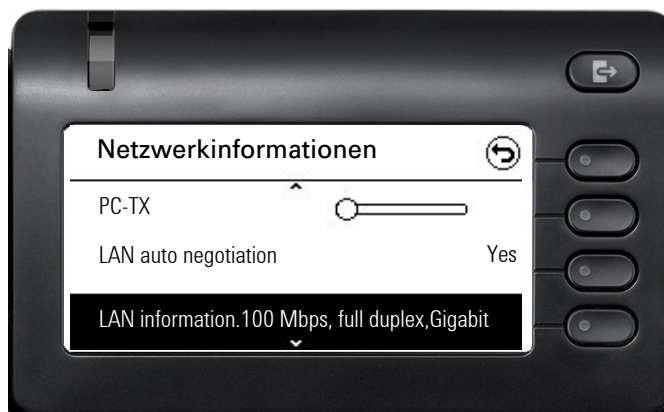 Netzwerkinformationen
PC-TX
LAN auto negotiation Yes
LAN information.100 Mbps, full duplex,Gigabit